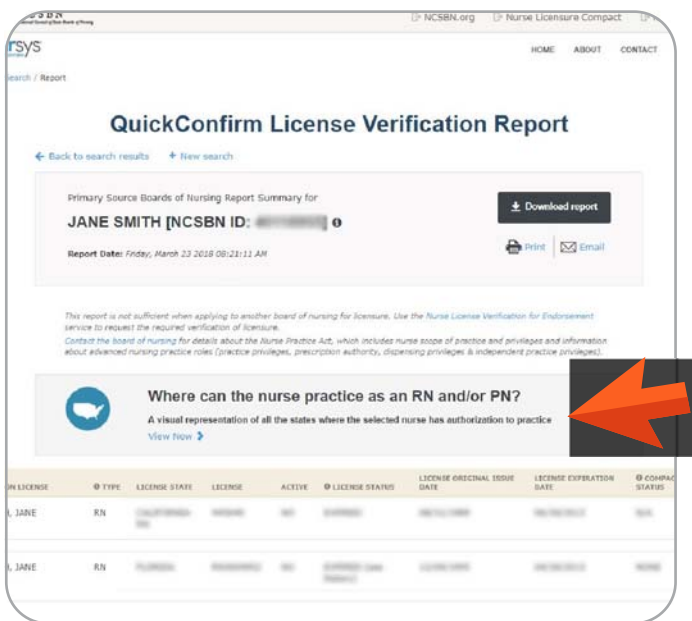 NCSBN.org Nurse Licensure Compact
rsys
HOME ABOUT CONTACT
Search / Report
QuickConfirm License Verification Report
Back to search results + New search
Primary Source Boards of Nursing Report Summary for
JANE SMITH [NCSBN ID: ]
Report Date: Friday, March 23 2018 08:21:11 AM
Download report
Print Email
This report is not sufficient when applying to another board of nursing for licensure. Use the Nurse License Verification for Endorsement
service to request the required verification of licensure.
Contact the board of nursing for details about the Nurse Practice Act, which includes nurse scope of practice and privileges and information
about advanced nursing practice roles (practice privileges, prescription authority, dispensing privileges & independent practice privileges).
Where can the nurse practice as an RN and/or PN?
A visual representation of all the states where the selected nurse has authorization to practice
View Now
ON LICENSE TYPE LICENSE STATE LICENSE ACTIVE LICENSE STATUS LICENSE ORIGINAL ISSUE DATE LICENSE EXPIRATION DATE COMPAC STATUS
, JANE RN
, JANE RN